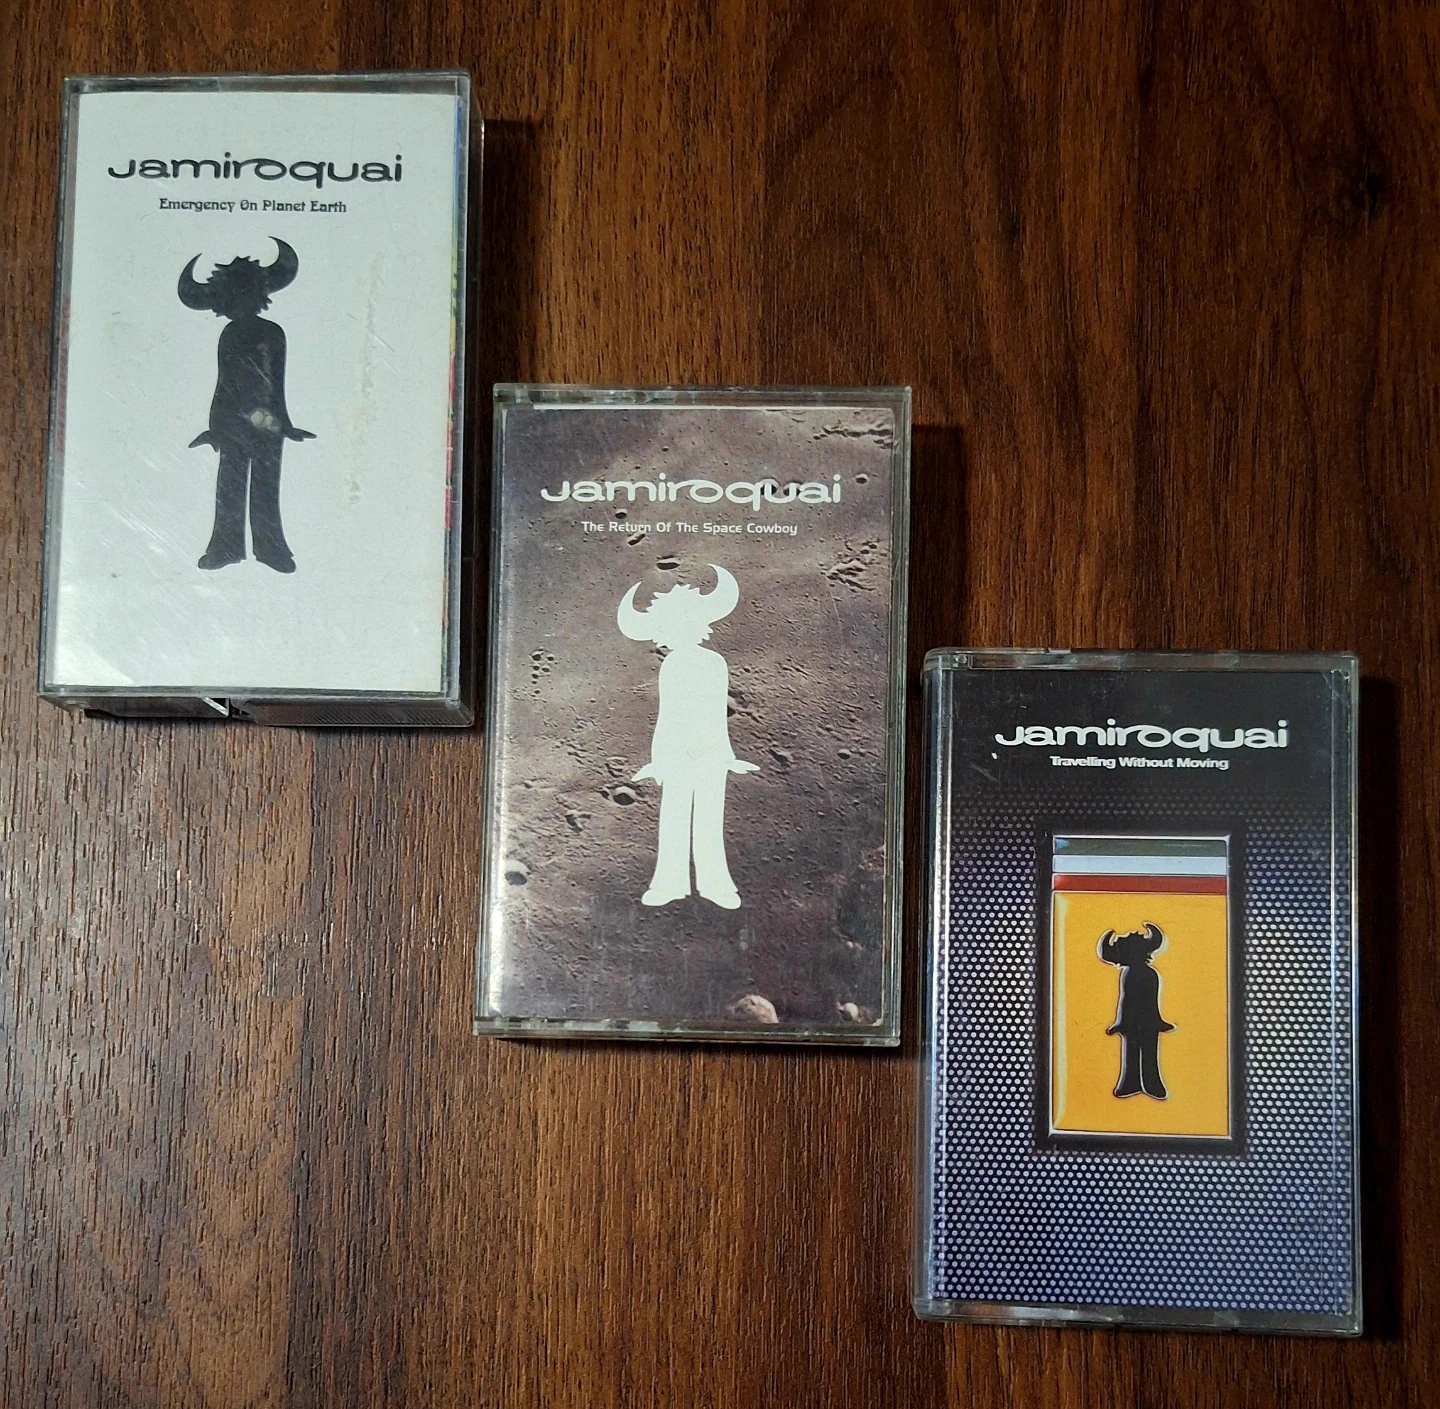 Jamiroquai
Emergency On Planet Earth
Jamiroquai
The Return Of The Space Cowboy
Jamiroquai
Travelling Without Moving